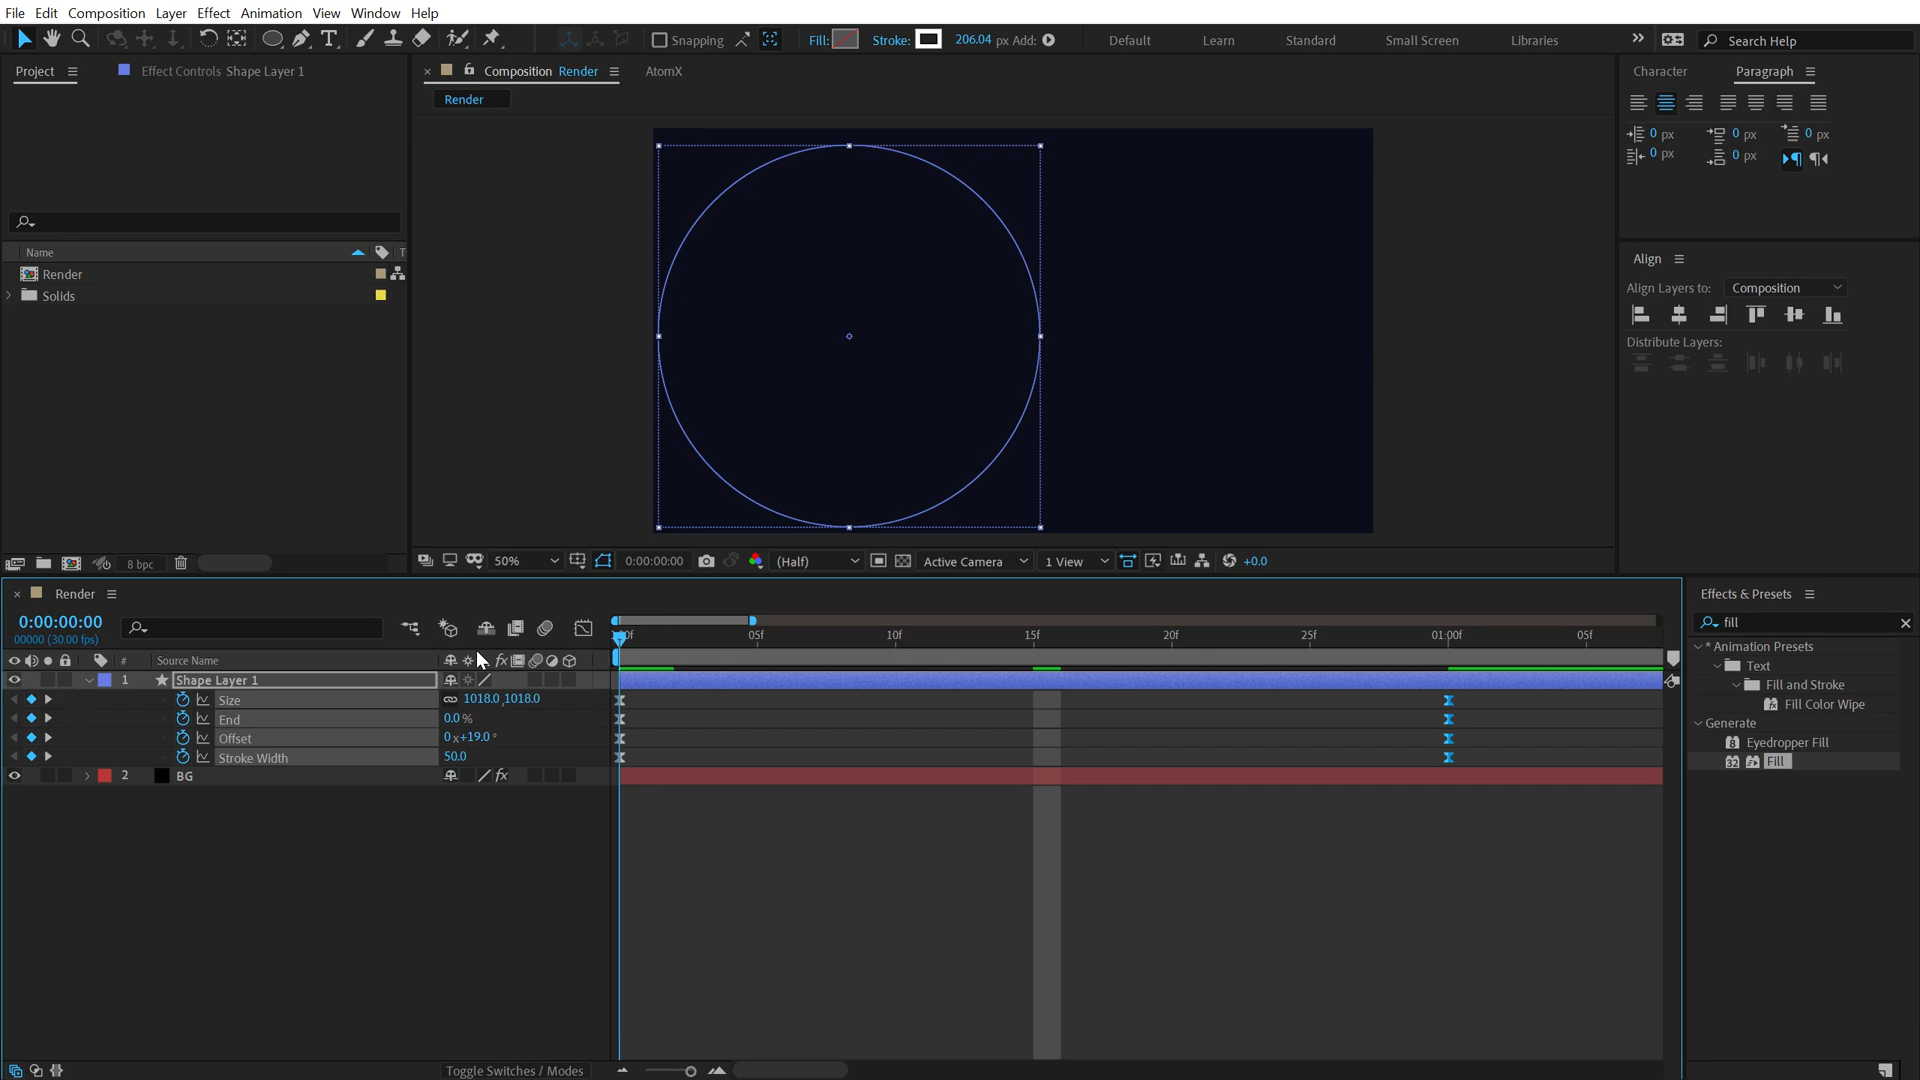 File Edit Composition Layer Effect Animation View Window Help
Snapping Fill: Stroke: 206.04 px Add: Default Learn Standard Small Screen Libraries Search Help
Project Effect Controls Shape Layer 1 Composition Render AtomX Character Paragraph
Render
0 px 0 px 0 px
0 px 0 px
Name T
Render
Solids
Align
Align Layers to: Composition
Distribute Layers:
8 bpc 50% 0:00:00:00 (Half) Active Camera 1 View +0.0
Render
0:00:00:00
00000 (30.00 fps)
05f 10f 15f 20f 25f 01:00f 05f
# Source Name fx
1 Shape Layer 1
Size 1018.0,1018.0
End 0.0 %
Offset 0x+19.0°
Stroke Width 50.0
2 BG fx
Effects & Presets
fill
* Animation Presets
Text
Fill and Stroke
Fill Color Wipe
Generate
Eyedropper Fill
Fill
Toggle Switches / Modes